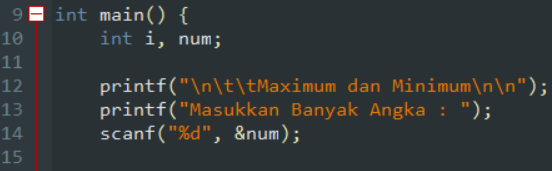 9 int main() {
10 int i, num;
11
12 printf("\n\t\tMaximum dan Minimum\n\n");
13 printf("Masukkan Banyak Angka : ");
14 scanf("%d", &num);
15